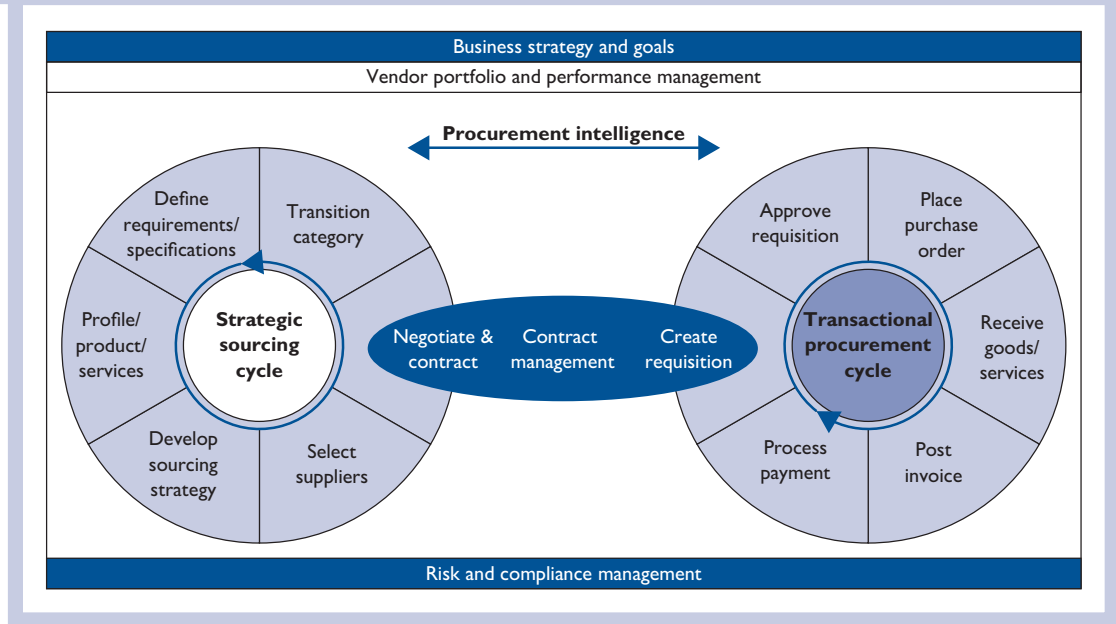 Business strategy and goals
Vendor portfolio and performance management
Procurement intelligence
Define
requirements/
specifications
Transition
category
Profile/
product/
services
Strategic
sourcing
cycle
Develop
sourcing
strategy
Select
suppliers
Negotiate &
contract
Contract
management
Create
requisition
Approve
requisition
Place
purchase
order
Transactional
procurement
cycle
Receive
goods/
services
Process
payment
Post
invoice
Risk and compliance management